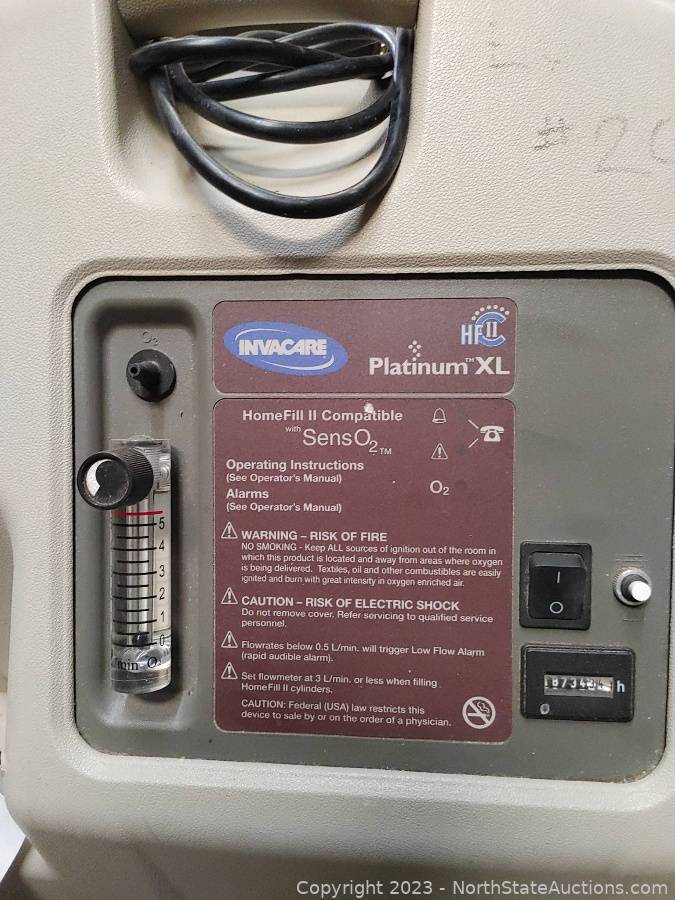 #2
O₂
INVACARE
HF II C
Platinum™ XL
HomeFill II Compatible
with SensO₂™
Operating Instructions
(See Operator's Manual)
Alarms
(See Operator's Manual)
O₂
WARNING – RISK OF FIRE
NO SMOKING - Keep ALL sources of ignition out of the room in
which this product is located and away from areas where oxygen
is being delivered. Textiles, oil and other combustibles are easily
ignited and burn with great intensity in oxygen enriched air.
CAUTION – RISK OF ELECTRIC SHOCK
Do not remove cover. Refer servicing to qualified service
personnel.
Flowrates below 0.5 L/min. will trigger Low Flow Alarm
(rapid audible alarm).
Set flowmeter at 3 L/min. or less when filling
HomeFill II cylinders.
CAUTION: Federal (USA) law restricts this
device to sale by or on the order of a physician.
5
4
3
2
1
0
L/min O₂
I
O
h
Copyright 2023 - NorthStateAuctions.com